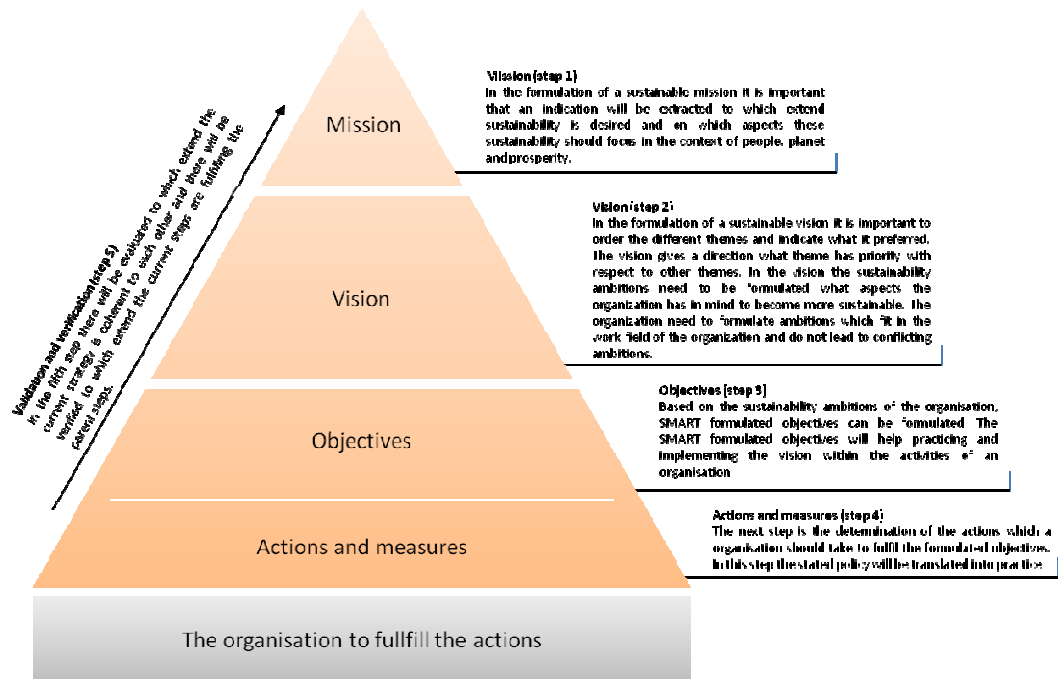 Mission
Vision
Objectives
Actions and measures
The organisation to fullfill the actions
Validation and verification (step 5)
In the fifth step there will be evaluated to which extend the
current strategy is coherent to each other and there will be
verified to which extend the current steps are fulfilling the
parent steps.
Mission (step 1)
In the formulation of a sustainable mission it is important
that an indication will be extracted to which extend
sustainability is desired and on which aspects these
sustainability should focus in the context of people, planet
and prosperity.
Vision (step 2)
In the formulation of a sustainable vision it is important to
order the different themes and indicate what it preferred.
The vision gives a direction what theme has priority with
respect to other themes. In the vision the sustainability
ambitions need to be formulated what aspects the
organization has in mind to become more sustainable. The
organization need to formulate ambitions which fit in the
work field of the organization and do not lead to conflicting
ambitions.
Objectives (step 3)
Based on the sustainability ambitions of the organisation,
SMART formulated objectives can be formulated. The
SMART formulated objectives will help practicing and
implementing the vision within the activities of an
organisation
Actions and measures (step 4)
The next step is the determination of the actions which a
organisation should take to fulfil the formulated objectives.
In this step the stated policy will be translated into practice